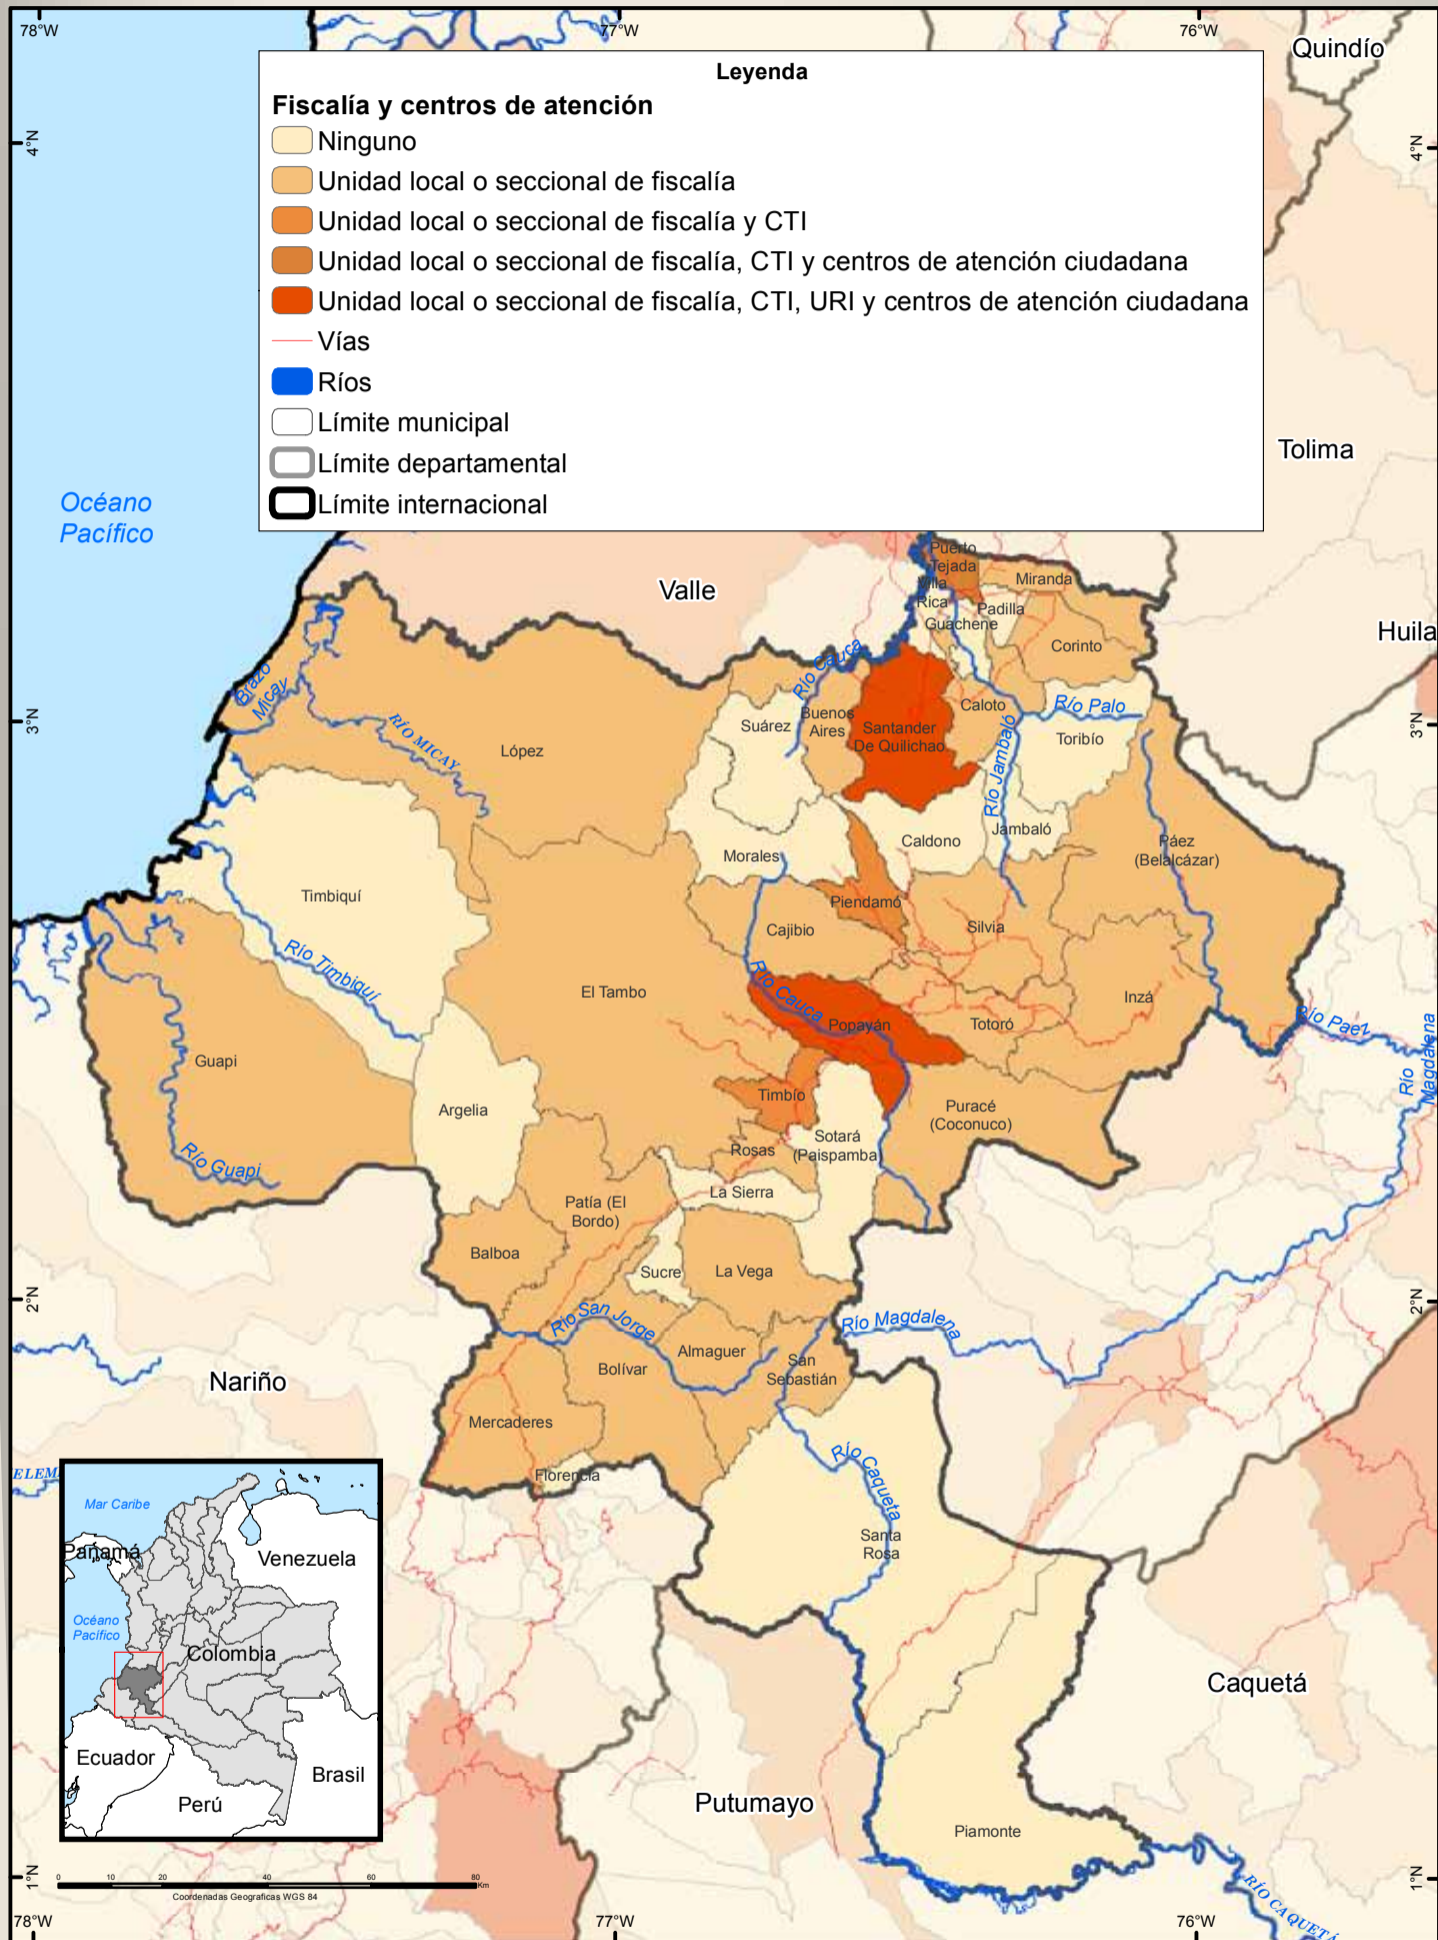 78°W
77°W
76°W
Quindío
Leyenda
Fiscalía y centros de atención
Ninguno
Unidad local o seccional de fiscalía
Unidad local o seccional de fiscalía y CTI
Unidad local o seccional de fiscalía, CTI y centros de atención ciudadana
Unidad local o seccional de fiscalía, CTI, URI y centros de atención ciudadana
Vías
Ríos
Límite municipal
Límite departamental
Límite internacional
4°N
4°N
Tolima
Océano
Pacífico
Valle
Huila
Puerto
Tejada
Miranda
Villa
Rica
Padilla
Guachene
Corinto
Río Cauca
Brazo
Micay
RÍO MICAY
López
Suárez
Buenos
Aires
Santander
De Quilichao
Caloto
Río Palo
Toribío
Río Jambaló
3°N
3°N
Jambaló
Caldono
Morales
Páez
(Belalcázar)
Timbiquí
Piendamó
Cajibio
Silvia
Río Timbiquí
El Tambo
Río Cauca
Popayán
Totoró
Inzá
Río Paez
Río
Magdalena
Guapi
Argelia
Timbío
Puracé
(Coconuco)
Sotará
(Paispamba)
Rosas
Río Guapi
La Sierra
Patía (El
Bordo)
Balboa
Sucre
La Vega
2°N
2°N
Río San Jorge
Río Magdalena
Almaguer
Bolívar
San
Sebastián
Nariño
Mercaderes
Florencia
Río Caqueta
Santa
Rosa
ELEM
Mar Caribe
Panamá
Venezuela
Océano
Pacífico
Colombia
Ecuador
Brasil
Perú
Caquetá
Putumayo
Piamonte
1°N
1°N
RÍO CAQUETÁ
0 10 20 40 60 80
Km
Coordenadas Geograficas WGS 84
78°W
77°W
76°W